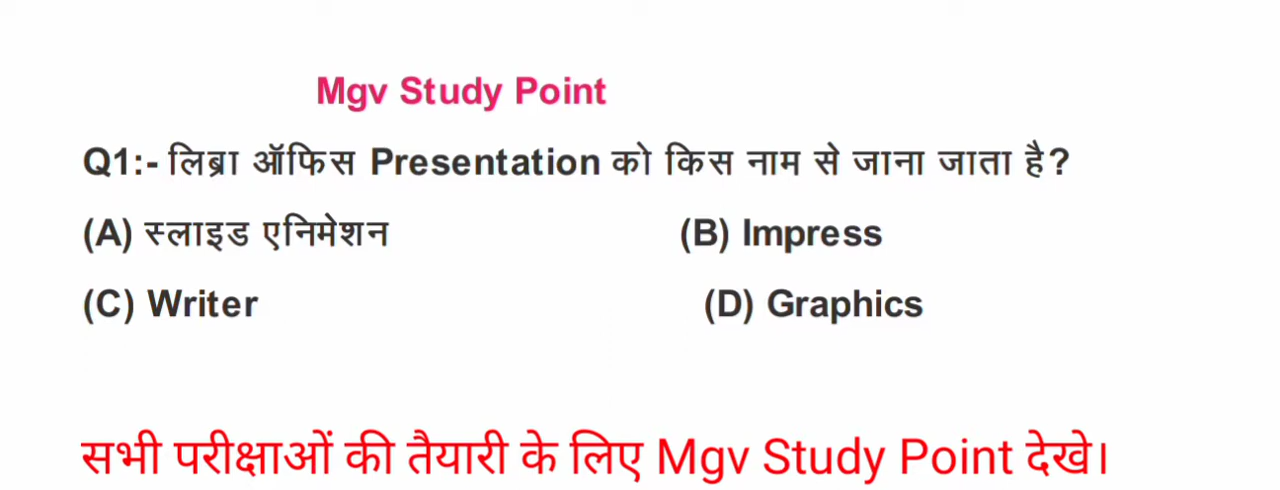 Mgv Study Point
Q1:- लिब्रा ऑफिस Presentation को किस नाम से जाना जाता है?
(A) स्लाइड एनिमेशन (B) Impress
(C) Writer (D) Graphics
सभी परीक्षाओं की तैयारी के लिए Mgv Study Point देखे।